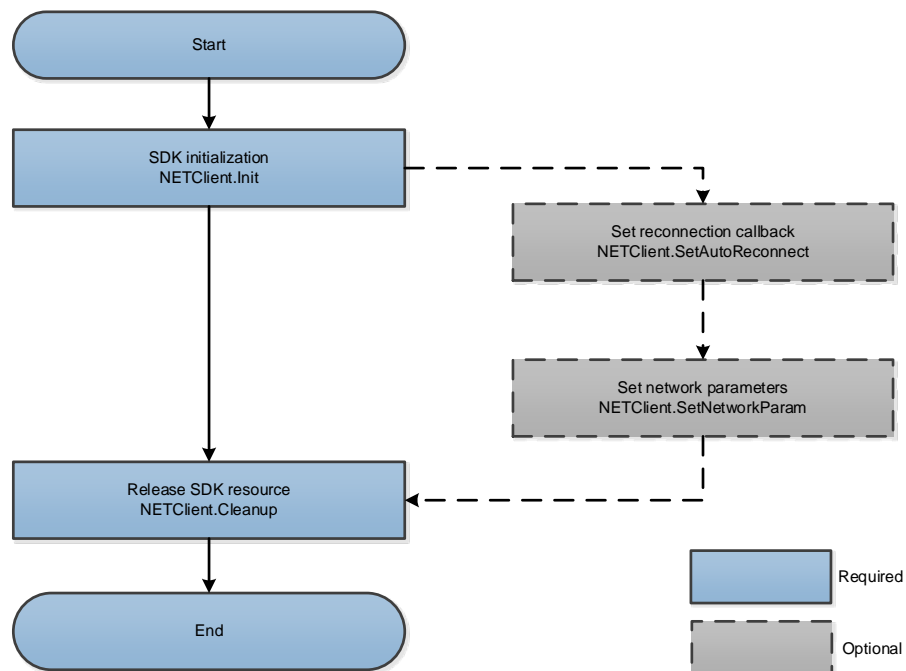 Start
SDK initialization
NETClient.Init
Set reconnection callback
NETClient.SetAutoReconnect
Set network parameters
NETClient.SetNetworkParam
Release SDK resource
NETClient.Cleanup
End
Required
Optional